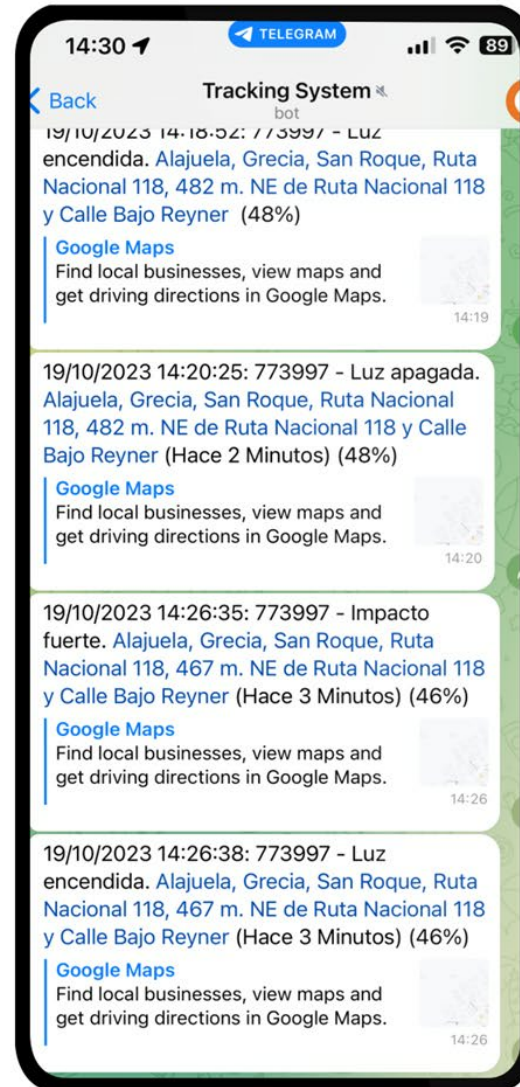 14:30
TELEGRAM
89
Back
Tracking System
bot
19/10/2023 14:18:52: 773997 - Luz
encendida. Alajuela, Grecia, San Roque, Ruta
Nacional 118, 482 m. NE de Ruta Nacional 118
y Calle Bajo Reyner (48%)
Google Maps
Find local businesses, view maps and
get driving directions in Google Maps.
14:19
19/10/2023 14:20:25: 773997 - Luz apagada.
Alajuela, Grecia, San Roque, Ruta Nacional
118, 482 m. NE de Ruta Nacional 118 y Calle
Bajo Reyner (Hace 2 Minutos) (48%)
Google Maps
Find local businesses, view maps and
get driving directions in Google Maps.
14:20
19/10/2023 14:26:35: 773997 - Impacto
fuerte. Alajuela, Grecia, San Roque, Ruta
Nacional 118, 467 m. NE de Ruta Nacional 118
y Calle Bajo Reyner (Hace 3 Minutos) (46%)
Google Maps
Find local businesses, view maps and
get driving directions in Google Maps.
14:26
19/10/2023 14:26:38: 773997 - Luz
encendida. Alajuela, Grecia, San Roque, Ruta
Nacional 118, 467 m. NE de Ruta Nacional 118
y Calle Bajo Reyner (Hace 3 Minutos) (46%)
Google Maps
Find local businesses, view maps and
get driving directions in Google Maps.
14:26